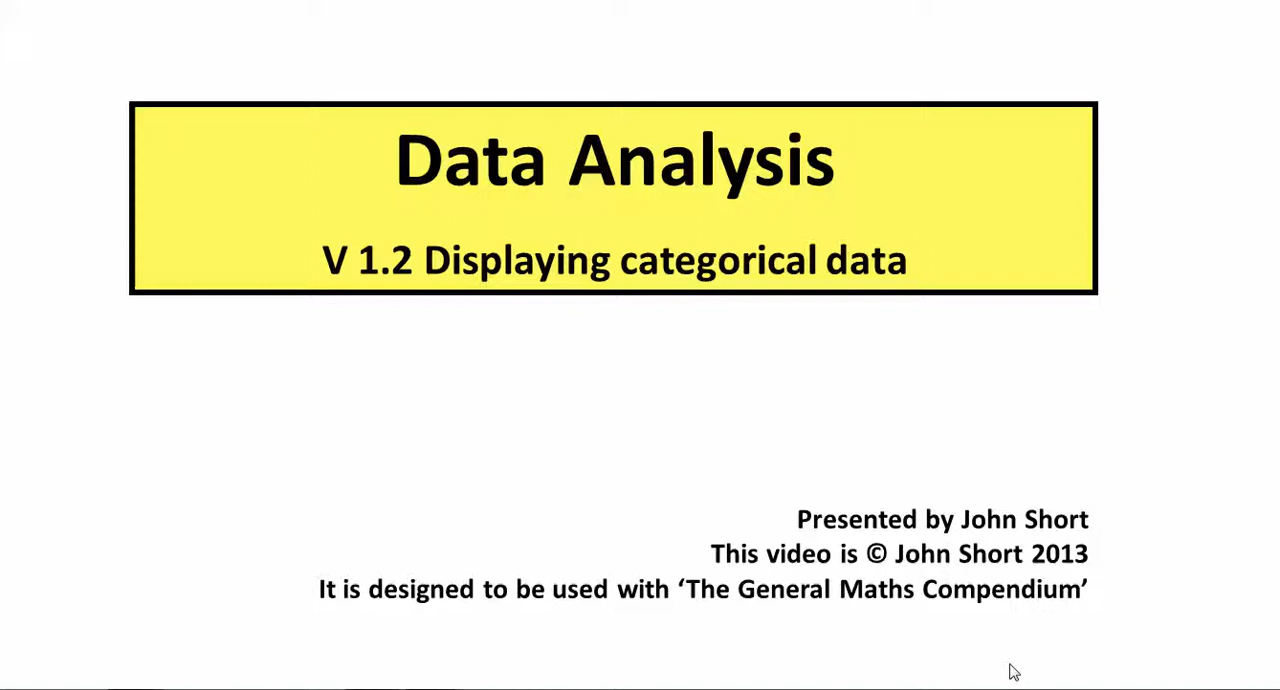 Data Analysis
V 1.2 Displaying categorical data
Presented by John Short
This video is © John Short 2013
It is designed to be used with ‘The General Maths Compendium’